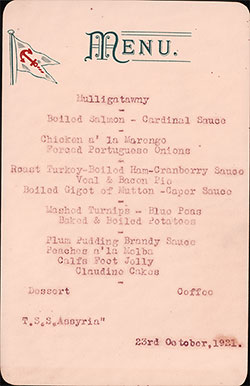 MENU.
Mulligatawny
Boiled Salmon - Cardinal Sauce
Chicken a' la Marengo
Forced Portuguese Onions
Roast Turkey-Boiled Ham-Cranberry Sauce
Veal & Bacon Pie
Boiled Gigot of Mutton -Caper Sauce
Mashed Turnips - Blue Peas
Baked & Boiled Potatoes
Plum Pudding Brandy Sauce
Peaches a'la Melba
Calfs Foot Jelly
Claudine Cakes
Dessert Coffee
T.S.S.Assyria"
23rd October, 1921.